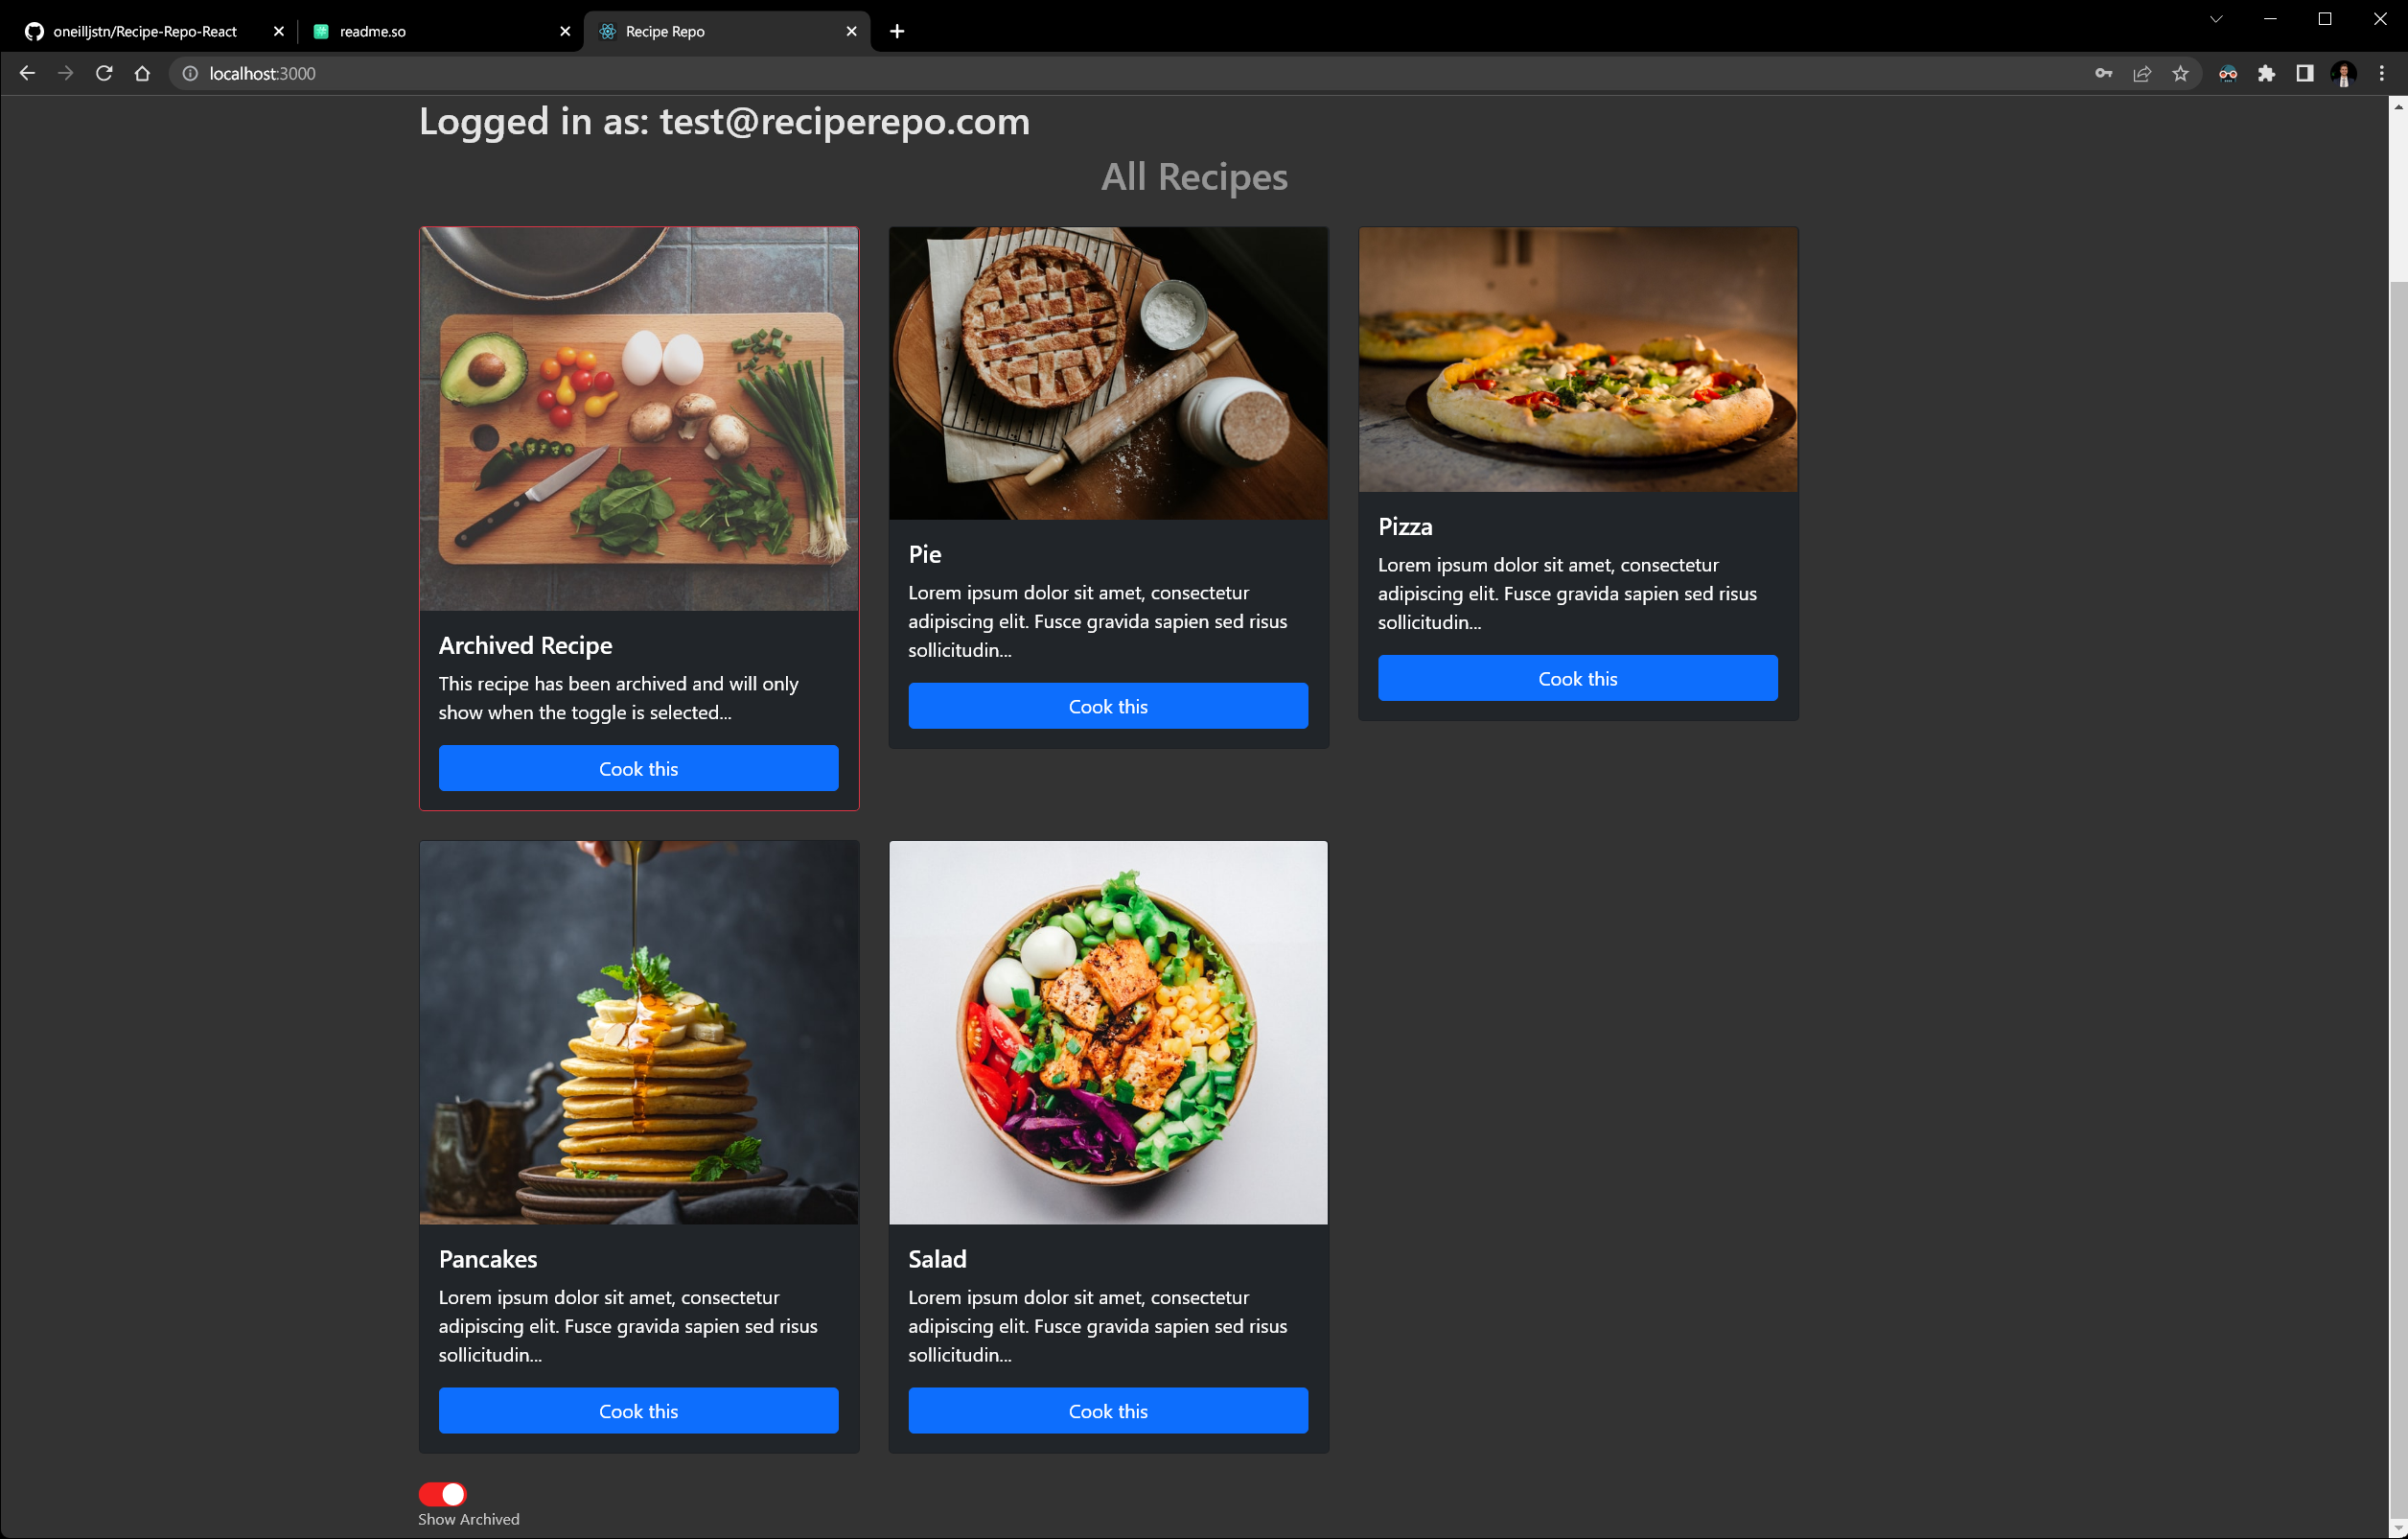 oneilljstn/Recipe-Repo-React
readme.so
Recipe Repo
localhost:3000
Logged in as: test@reciperepo.com
All Recipes
Archived Recipe
This recipe has been archived and will only
show when the toggle is selected...
Cook this
Pie
Lorem ipsum dolor sit amet, consectetur
adipiscing elit. Fusce gravida sapien sed risus
sollicitudin...
Cook this
Pizza
Lorem ipsum dolor sit amet, consectetur
adipiscing elit. Fusce gravida sapien sed risus
sollicitudin...
Cook this
Pancakes
Lorem ipsum dolor sit amet, consectetur
adipiscing elit. Fusce gravida sapien sed risus
sollicitudin...
Cook this
Salad
Lorem ipsum dolor sit amet, consectetur
adipiscing elit. Fusce gravida sapien sed risus
sollicitudin...
Cook this
Show Archived